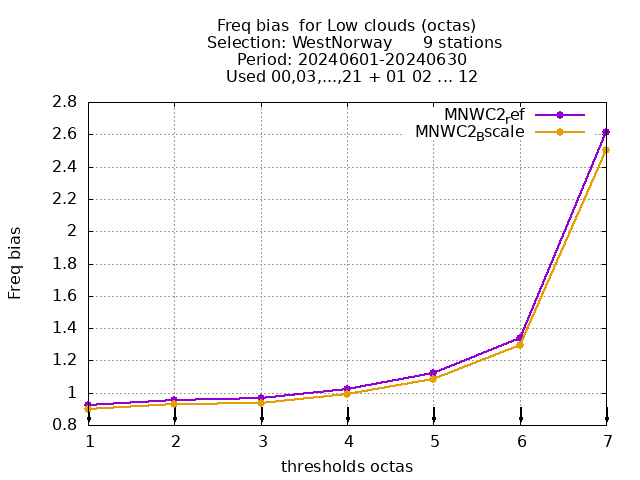 Freq bias  for Low clouds (octas)
Selection: WestNorway      9 stations
Period: 20240601-20240630
Used 00,03,...,21 + 01 02 ... 12
MNWC2ref
MNWC2Bscale
2.8
2.6
2.4
2.2
2
1.8
1.6
1.4
1.2
1
0.8
Freq bias
1 2 3 4 5 6 7
thresholds octas